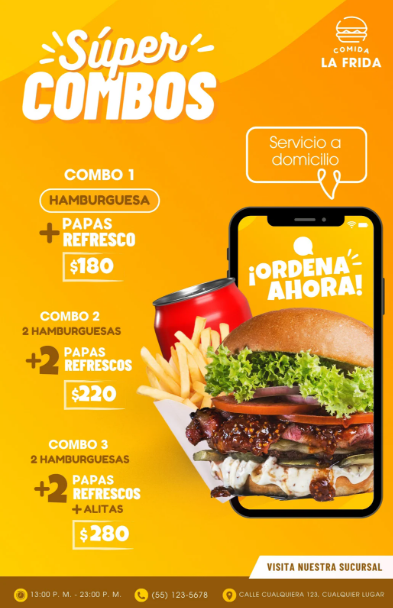 Súper
COMBOS
COMIDA
LA FRIDA
Servicio a
domicilio
COMBO 1
HAMBURGUESA
+ PAPAS
REFRESCO
$180
¡ORDENA
AHORA!
COMBO 2
2 HAMBURGUESAS
+2 PAPAS
REFRESCOS
$220
COMBO 3
2 HAMBURGUESAS
+2 PAPAS
REFRESCOS
+ALITAS
$280
VISITA NUESTRA SUCURSAL
13:00 P. M. - 23:00 P. M.
(55) 123-5678
CALLE CUALQUIERA 123, CUALQUIER LUGAR